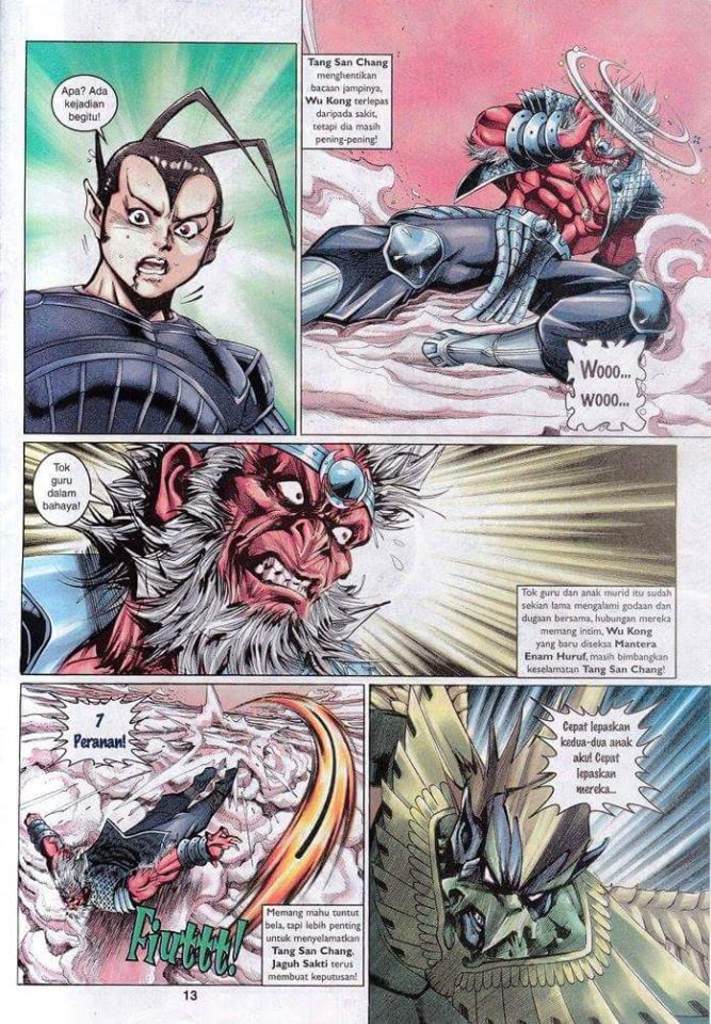 Apa? Ada
kejadian
begitu!
Tang San Chang
menghentikan
bacaan jampinya,
Wu Kong terlepas
daripada sakit,
tetapi dia masih
pening-pening!
Wooo...
wooo...
Tok
guru
dalam
bahaya!
Tok guru dan anak murid itu sudah
sekian lama mengalami godaan dan
dugaan bersama, hubungan mereka
memang intim, Wu Kong
yang baru diseksa Mantera
Enam Huruf, masih bimbangkan
keselamatan Tang San Chang!
7
Peranan!
Fiuttt!
Memang mahu tuntut
bela, tapi lebih penting
untuk menyelamatkan
Tang San Chang,
Jaguh Sakti terus
membuat keputusan!
Cepat lepaskan
kedua-dua anak
aku! Cepat
lepaskan
mereka...
13